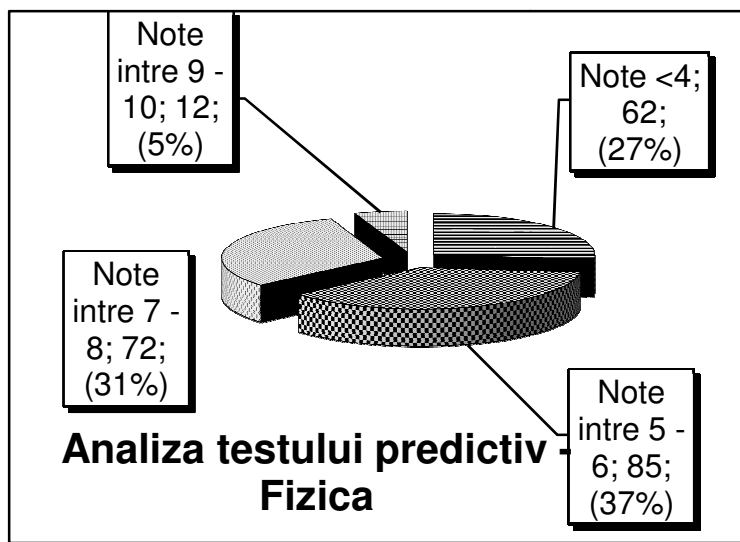 Note
intre 9 -
10; 12;
(5%)
Note <4;
62;
(27%)
Note
intre 7 -
8; 72;
(31%)
Note
intre 5 -
6; 85;
(37%)
Analiza testului predictiv -
Fizica